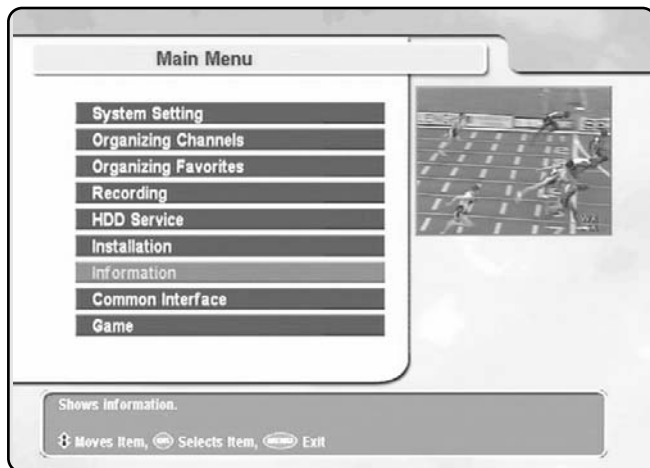 Main Menu
System Setting
Organizing Channels
Organizing Favorites
Recording
HDD Service
Installation
Information
Common Interface
Game
Shows information.
Moves Item, Selects Item, Exit